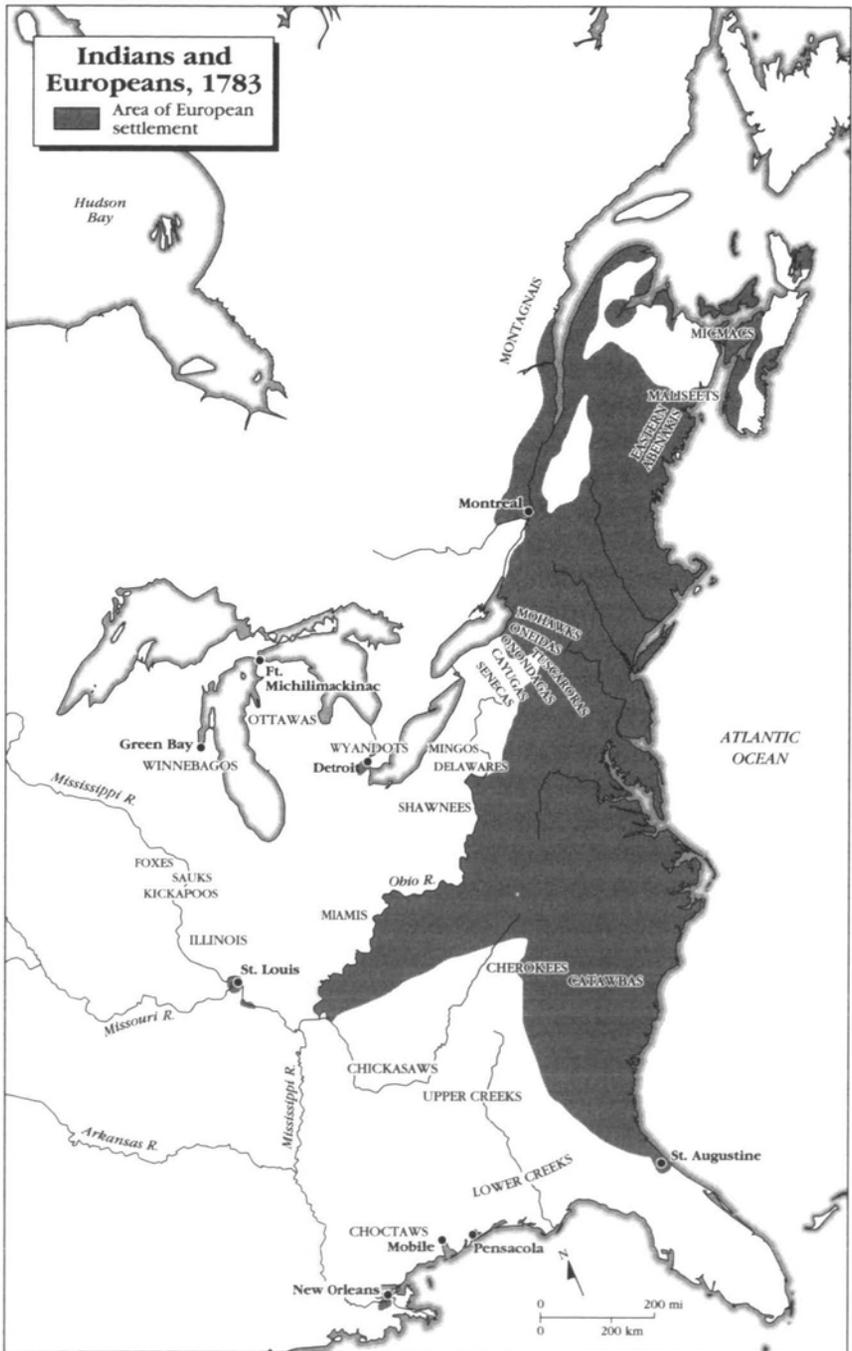 Indians and
Europeans, 1783
Area of European
settlement
Hudson
Bay
MONTAGNAIS
MICMACS
MALISEETS
EASTERN
ABENAKIS
Montreal
MOHAWKS
ONEIDAS
ONONDAGAS
TUSCARORAS
CAYUGAS
SENECAS
Ft.
Michilimackinac
OTTAWAS
Green Bay
WINNEBAGOS
WYANDOTS
Detroit
MINGOS
DELAWARES
ATLANTIC
OCEAN
Mississippi R.
SHAWNEES
FOXES
SAUKS
KICKAPOOS
Ohio R.
MIAMIS
ILLINOIS
St. Louis
CHEROKEES
CATAWBAS
Missouri R.
Mississippi R.
CHICKASAWS
UPPER CREEKS
Arkansas R.
St. Augustine
LOWER CREEKS
CHOCTAWS
Mobile
Pensacola
New Orleans
N
0 200 mi
0 200 km